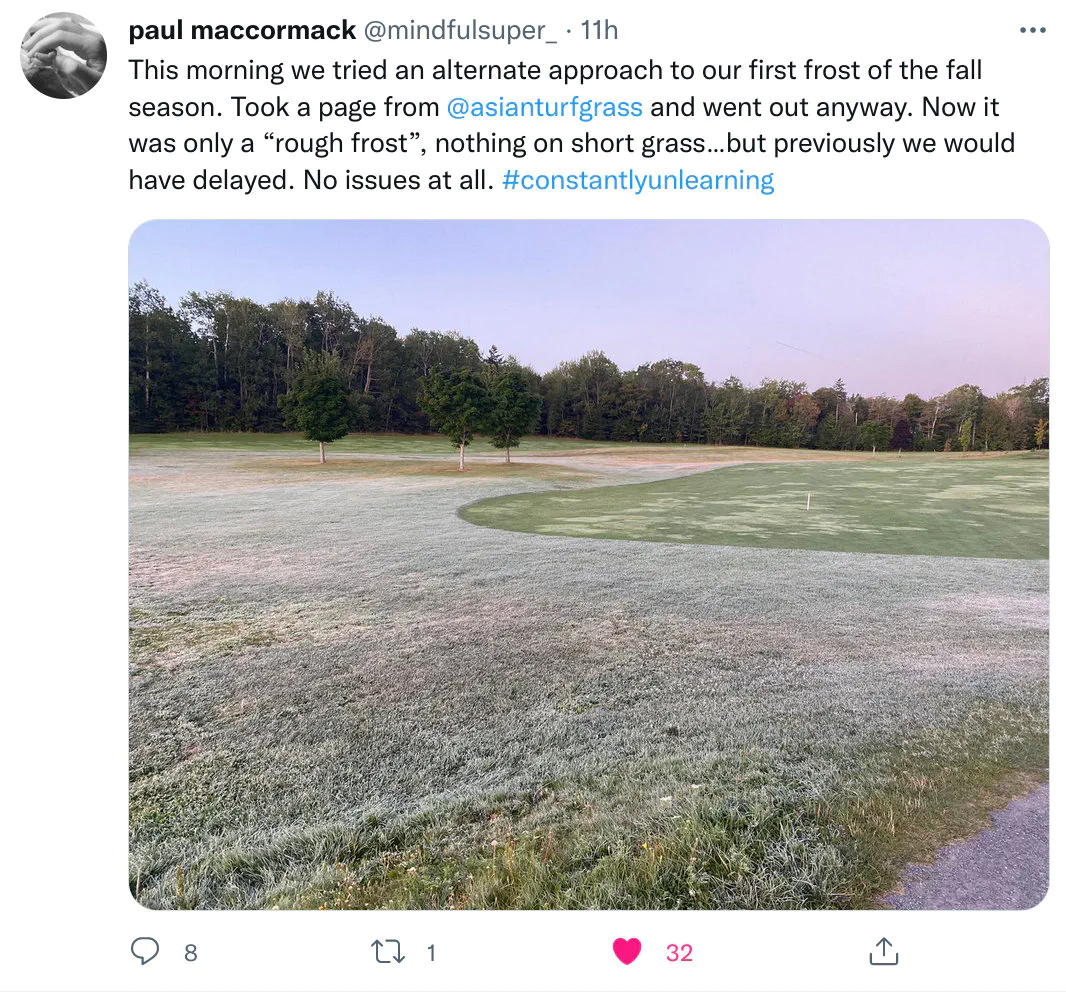 paul maccormack @mindfulsuper_ · 11h
This morning we tried an alternate approach to our first frost of the fall
season. Took a page from @asianturfgrass and went out anyway. Now it
was only a “rough frost”, nothing on short grass...but previously we would
have delayed. No issues at all. #constantlyunlearning
8 1 32